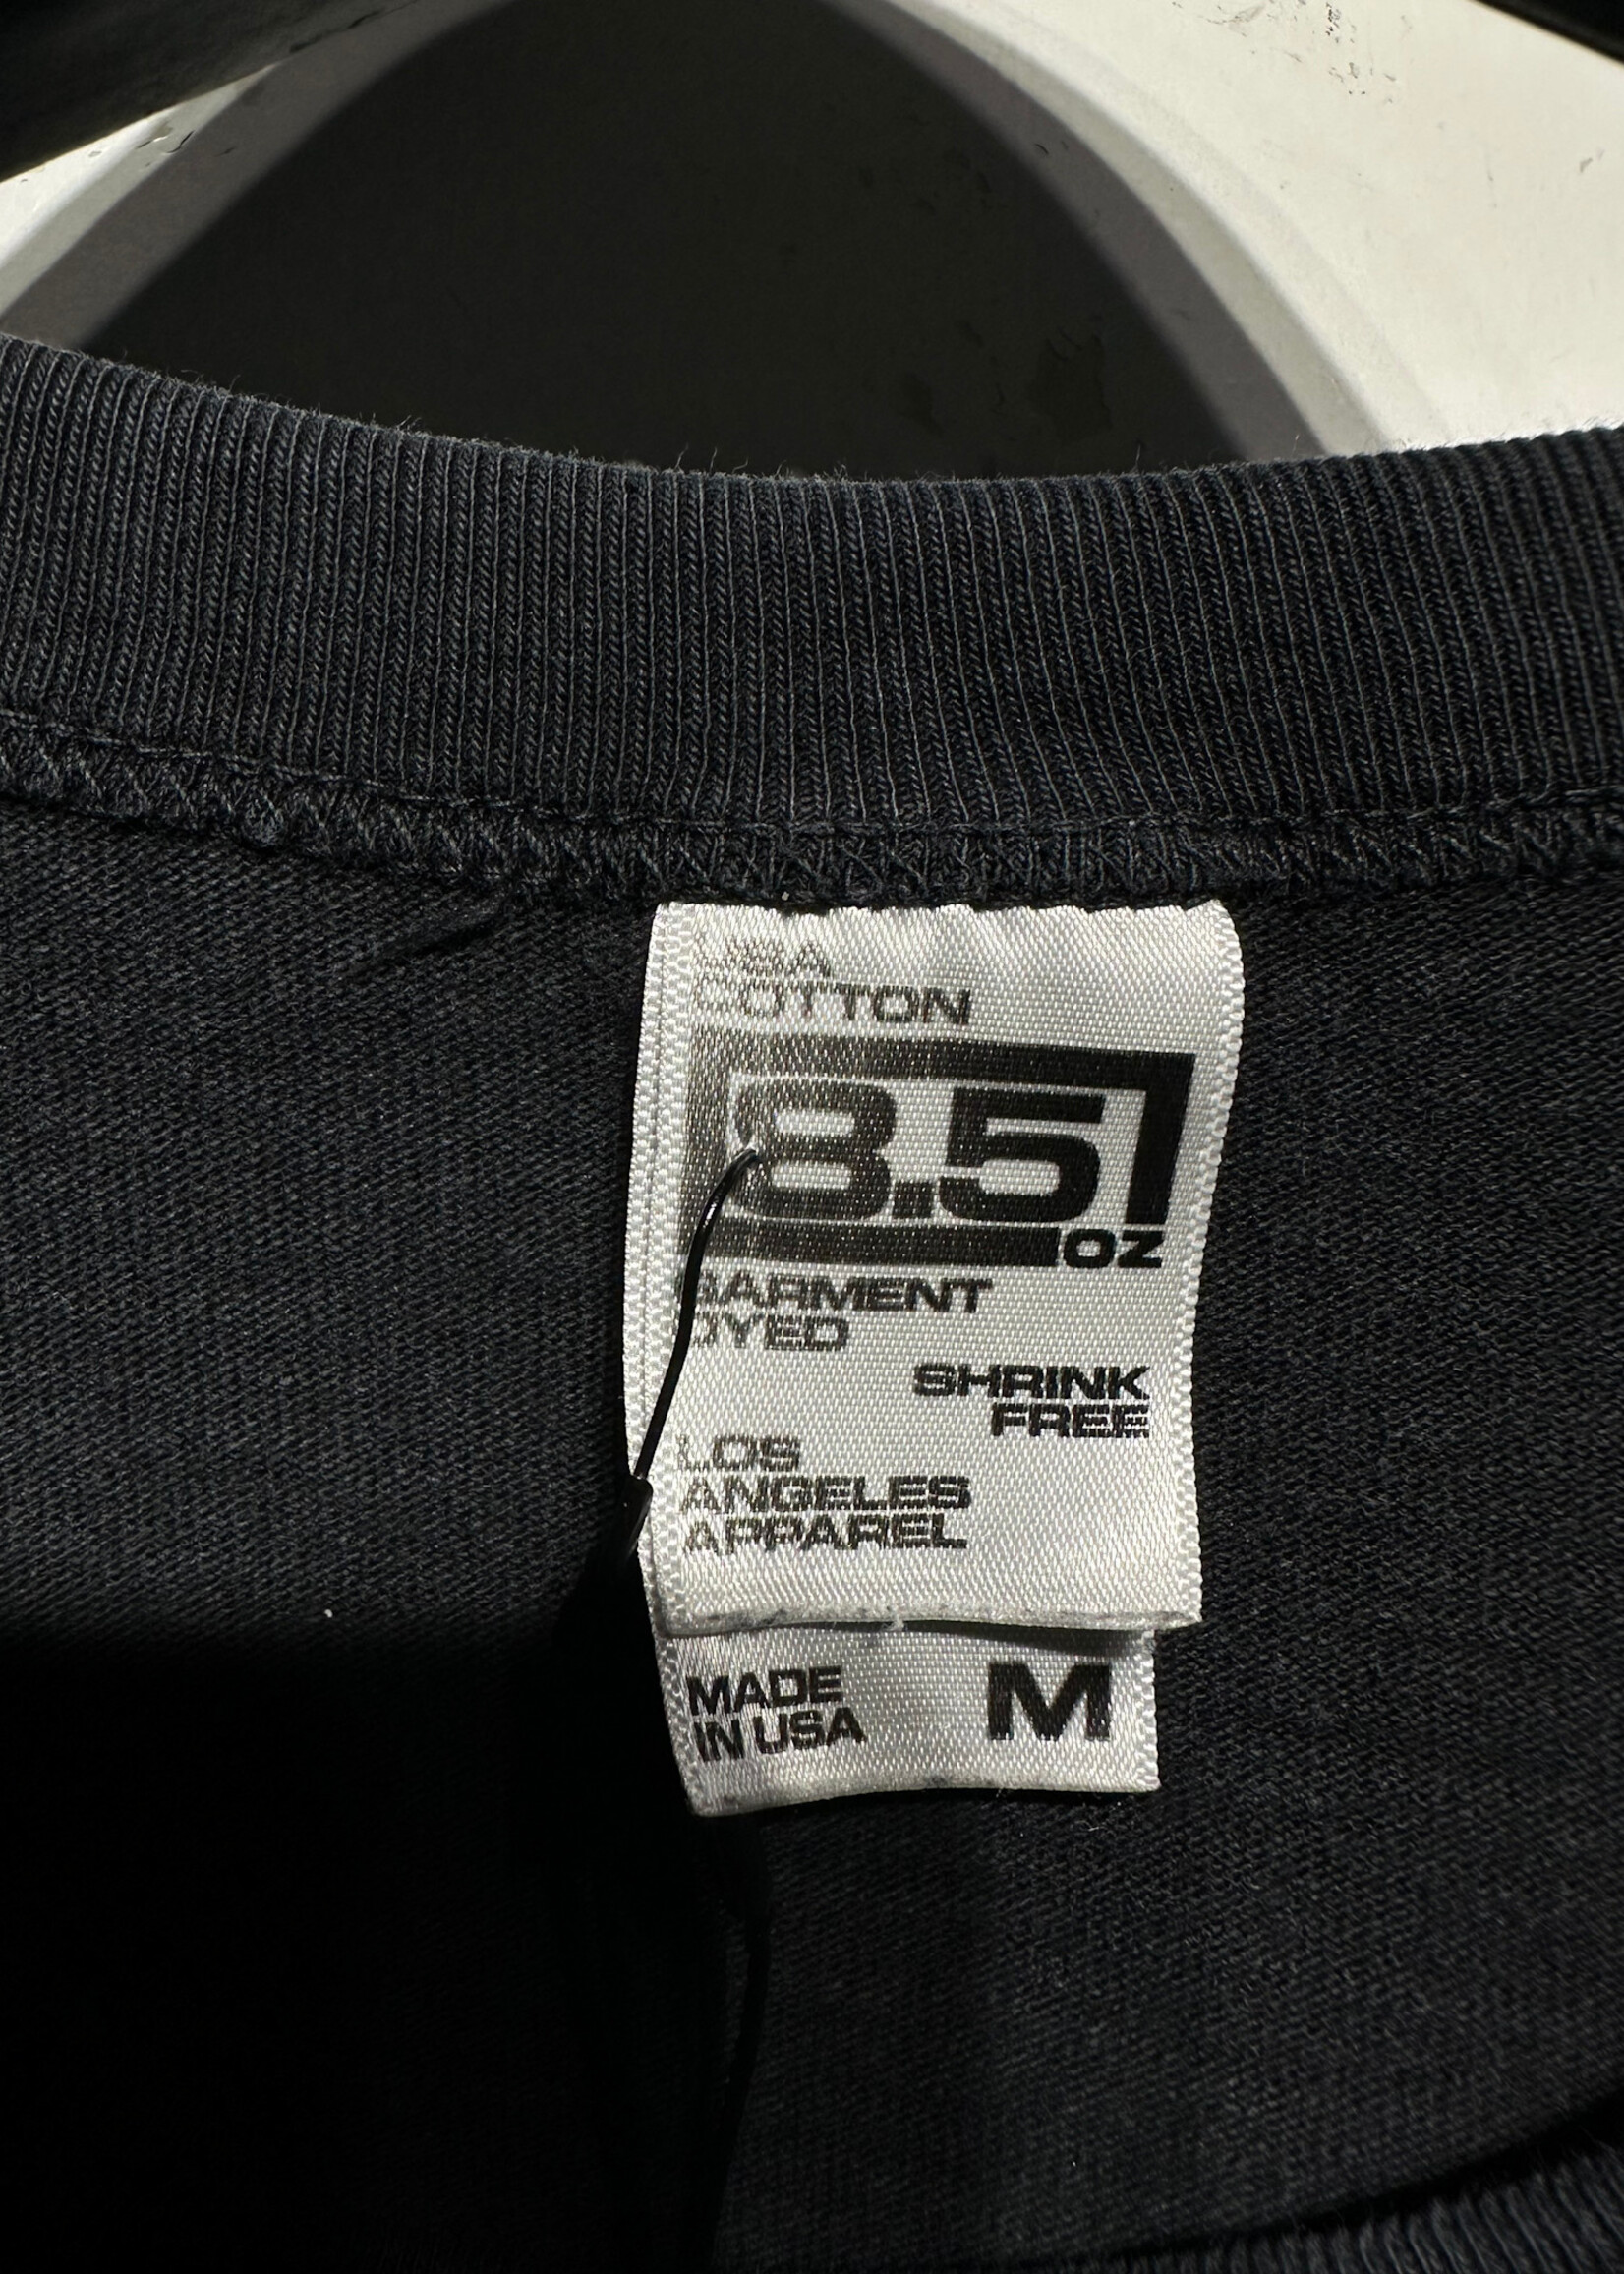 USA
COTTON
8.5
OZ
GARMENT
DYED
SHRINK
FREE
LOS
ANGELES
APPAREL
MADE
IN USA
M